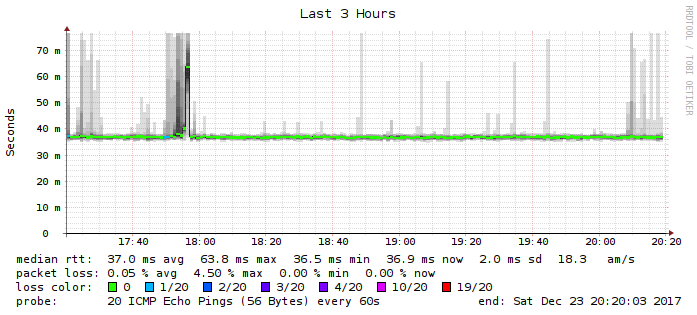 Last 3 Hours
RRDTOOL / TOBI OETIKER
Seconds
70 m
60 m
50 m
40 m
30 m
20 m
10 m
0
17:40 18:00 18:20 18:40 19:00 19:20 19:40 20:00 20:20
median rtt: 37.0 ms avg 63.8 ms max 36.5 ms min 36.9 ms now 2.0 ms sd 18.3 am/s
packet loss: 0.05 % avg 4.50 % max 0.00 % min 0.00 % now
loss color: 0 1/20 2/20 3/20 4/20 10/20 19/20
probe: 20 ICMP Echo Pings (56 Bytes) every 60s end: Sat Dec 23 20:20:03 2017